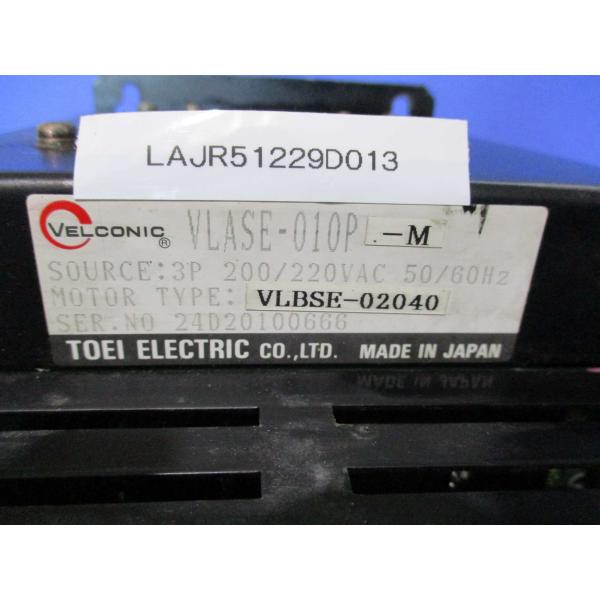 LAJR51229D013
VELCONIC® VLASE-010P -M
SOURCE:3P 200/220VAC 50/60Hz
MOTOR TYPE: VLBSE-02040
SER.NO 24D20100666
TOEI ELECTRIC CO.,LTD. MADE IN JAPAN